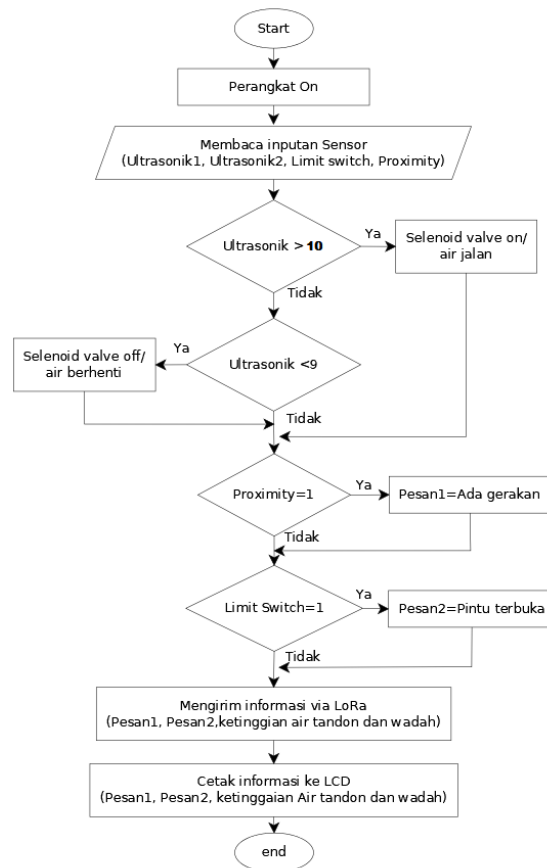 Start
Perangkat On
Membaca inputan Sensor
(Ultrasonik1, Ultrasonik2, Limit switch, Proximity)
Ultrasonik > 10
Ya
Selenoid valve on/
air jalan
Tidak
Selenoid valve off/
air berhenti
Ya
Ultrasonik <9
Tidak
Proximity=1
Ya
Pesan1=Ada gerakan
Tidak
Limit Switch=1
Ya
Pesan2=Pintu terbuka
Tidak
Mengirim informasi via LoRa
(Pesan1, Pesan2,ketinggian air tandon dan wadah)
Cetak informasi ke LCD
(Pesan1, Pesan2, ketinggaian Air tandon dan wadah)
end